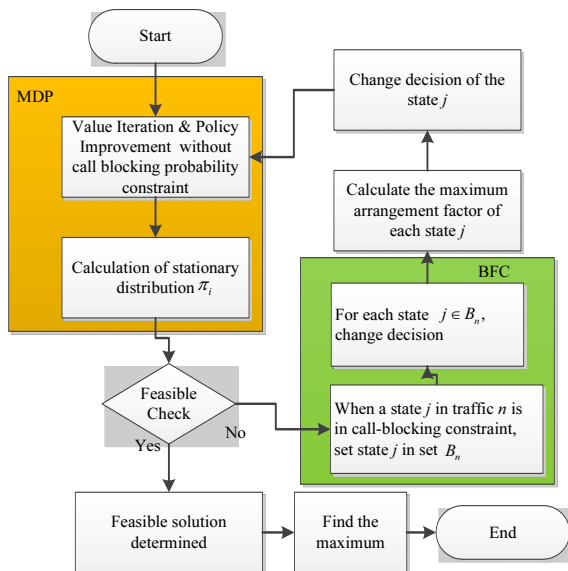 Start
MDP
Value Iteration & Policy
Improvement without
call blocking probability
constraint
Calculation of stationary
distribution π_i
Feasible
Check
Yes
No
Feasible solution
determined
Find the
maximum
End
Change decision of the
state j
Calculate the maximum
arrangement factor of
each state j
BFC
For each state j ∈ B_n,
change decision
When a state j in traffic n is
in call-blocking constraint,
set state j in set B_n